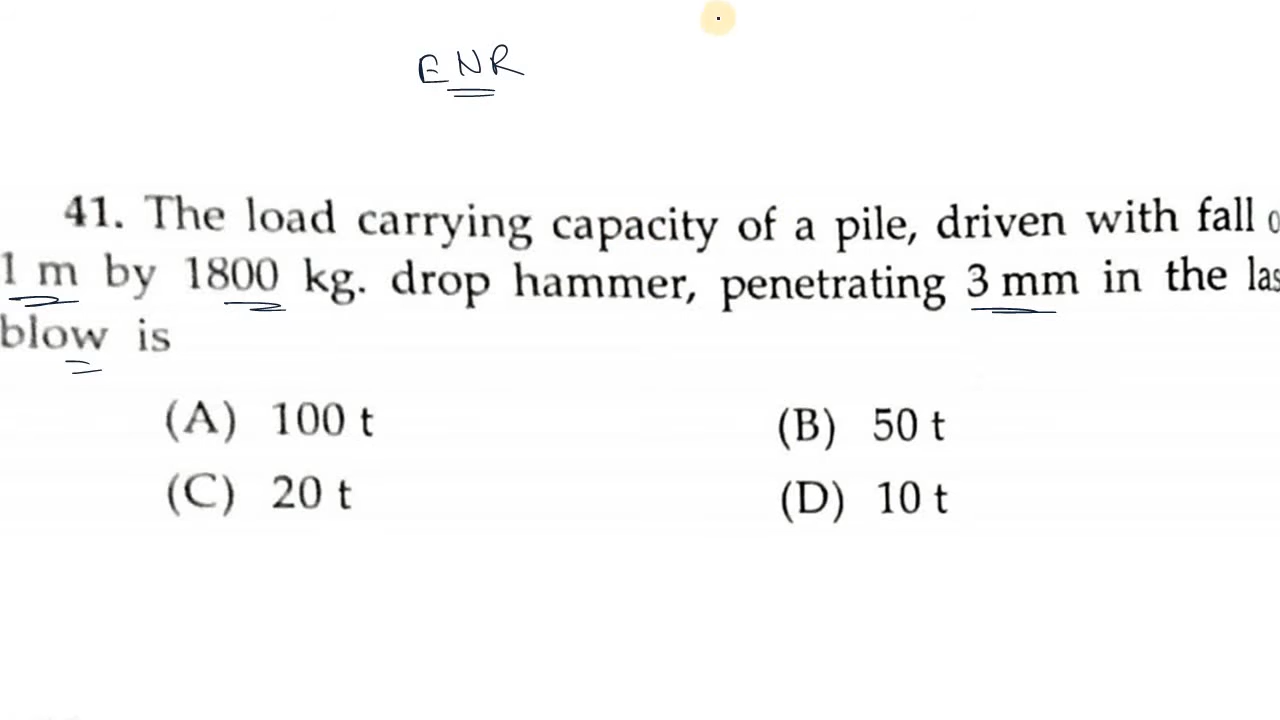 ENR
41. The load carrying capacity of a pile, driven with fall
1 m by 1800 kg. drop hammer, penetrating 3 mm in the
blow is
(A) 100 t (B) 50 t
(C) 20 t (D) 10 t